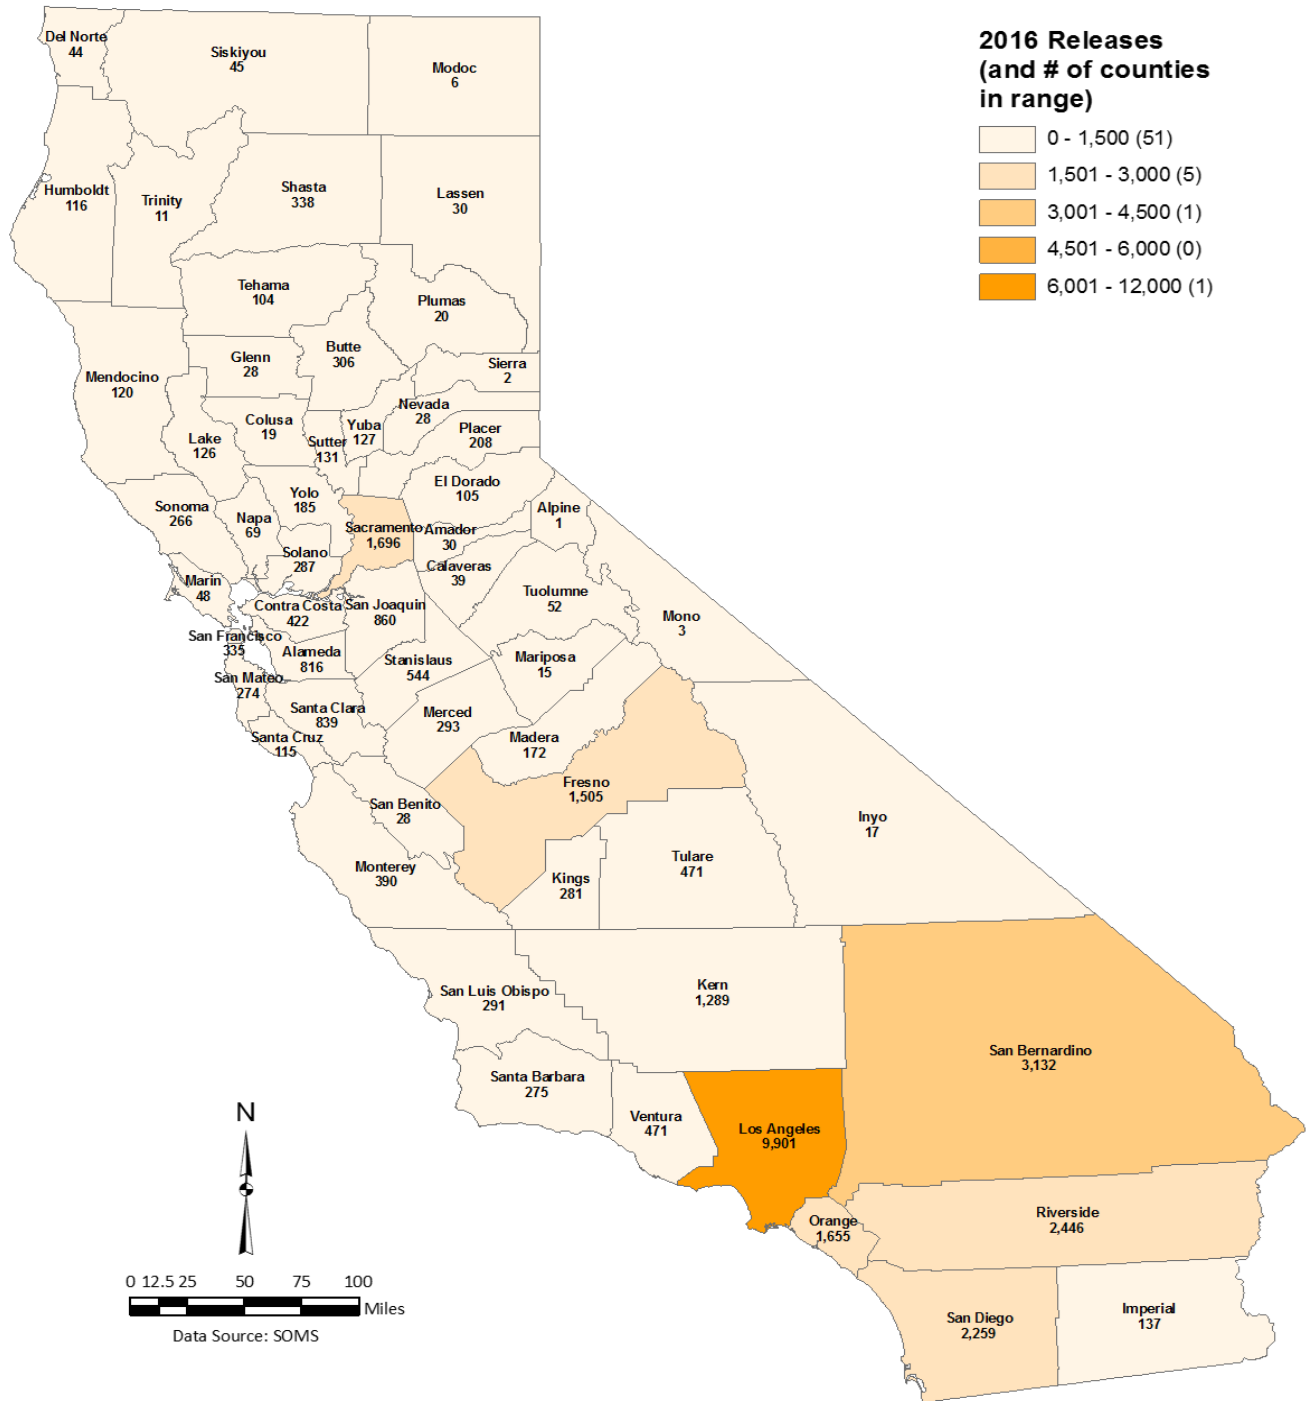 2016 Releases
(and # of counties
in range)
0 - 1,500 (51)
1,501 - 3,000 (5)
3,001 - 4,500 (1)
4,501 - 6,000 (0)
6,001 - 12,000 (1)
Del Norte
44
Siskiyou
45
Modoc
6
Humboldt
116
Trinity
11
Shasta
338
Lassen
30
Tehama
104
Plumas
20
Mendocino
120
Glenn
28
Butte
306
Sierra
2
Lake
126
Colusa
19
Sutter
131
Yuba
127
Nevada
28
Placer
208
El Dorado
105
Sonoma
266
Napa
69
Yolo
185
Sacramento
1,696
Amador
30
Alpine
1
Solano
287
Calaveras
39
Marin
48
Contra Costa
422
San Joaquin
860
Tuolumne
52
Mono
3
San Francisco
335
Alameda
816
Stanislaus
544
Mariposa
15
San Mateo
274
Santa Clara
839
Merced
293
Santa Cruz
115
Madera
172
Fresno
1,505
San Benito
28
Inyo
17
Monterey
390
Kings
281
Tulare
471
San Luis Obispo
291
Kern
1,289
San Bernardino
3,132
Santa Barbara
275
Ventura
471
Los Angeles
9,901
Orange
1,655
Riverside
2,446
San Diego
2,259
Imperial
137
N
0 12.5 25 50 75 100
Miles
Data Source: SOMS